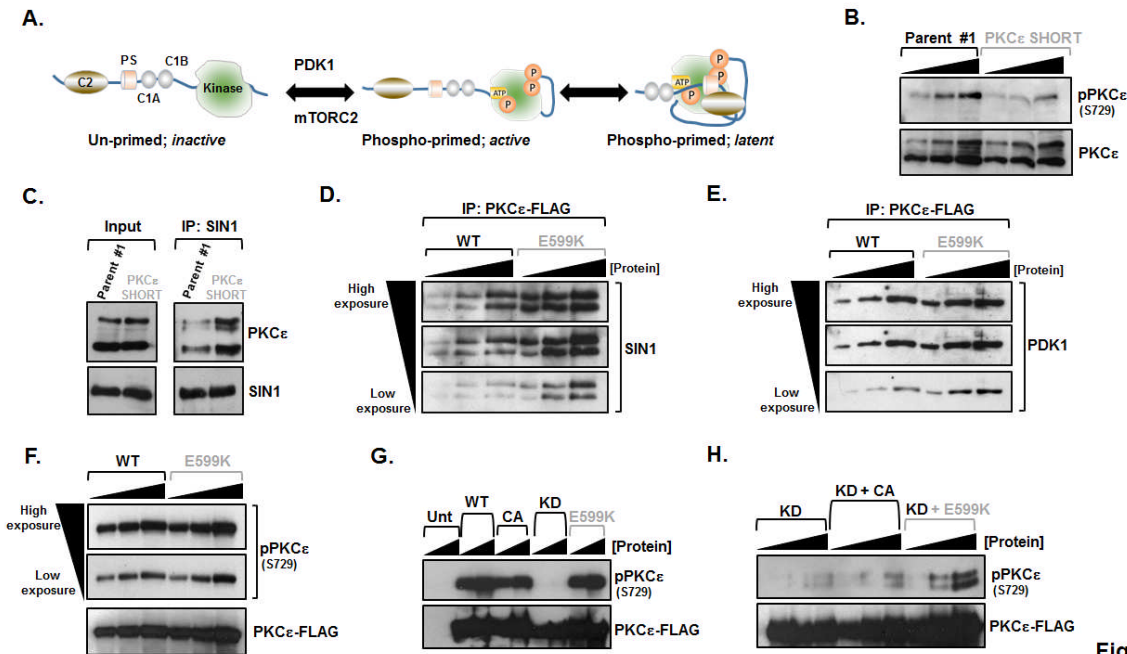 A.
C2
PS
C1B
C1A
Kinase
PDK1
mTORC2
ATP
P
P
P
ATP
P
P
P
Un-primed; inactive
Phospho-primed; active
Phospho-primed; latent
B.
Parent #1 PKCε SHORT
pPKCε
(S729)
PKCε
C.
Input
IP: SIN1
Parent #1
PKCε
SHORT
Parent #1
PKCε
SHORT
PKCε
SIN1
D.
IP: PKCε-FLAG
WT
E599K
[Protein]
High
exposure
SIN1
Low
exposure
E.
IP: PKCε-FLAG
WT
E599K
[Protein]
High
exposure
PDK1
Low
exposure
F.
WT
E599K
High
exposure
pPKCε
(S729)
Low
exposure
PKCε-FLAG
G.
Unt
WT
CA
KD
E599K
[Protein]
pPKCε
(S729)
PKCε-FLAG
H.
KD
KD + CA
KD + E599K
[Protein]
pPKCε
(S729)
PKCε-FLAG
Fig